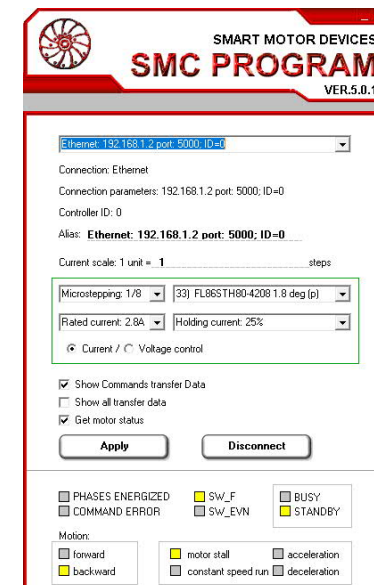 SMART MOTOR DEVICES
SMC PROGRAM
VER.5.0.1
Ethernet: 192.168.1.2 port: 5000; ID=0
Connection: Ethernet
Connection parameters: 192.168.1.2 port: 5000; ID=0
Controller ID: 0
Alias: Ethernet: 192.168.1.2 port: 5000; ID=0
Current scale: 1 unit = 1 steps
Microstepping: 1/8 33) FL86STH80-4208 1.8 deg (p)
Rated current: 2.8A Holding current: 25%
Current / Voltage control
Show Commands transfer Data
Show all transfer data
Get motor status
Apply Disconnect
PHASES ENERGIZED SW_F BUSY
COMMAND ERROR SW_EVN STANDBY
Motion:
forward motor stall acceleration
backward constant speed run deceleration